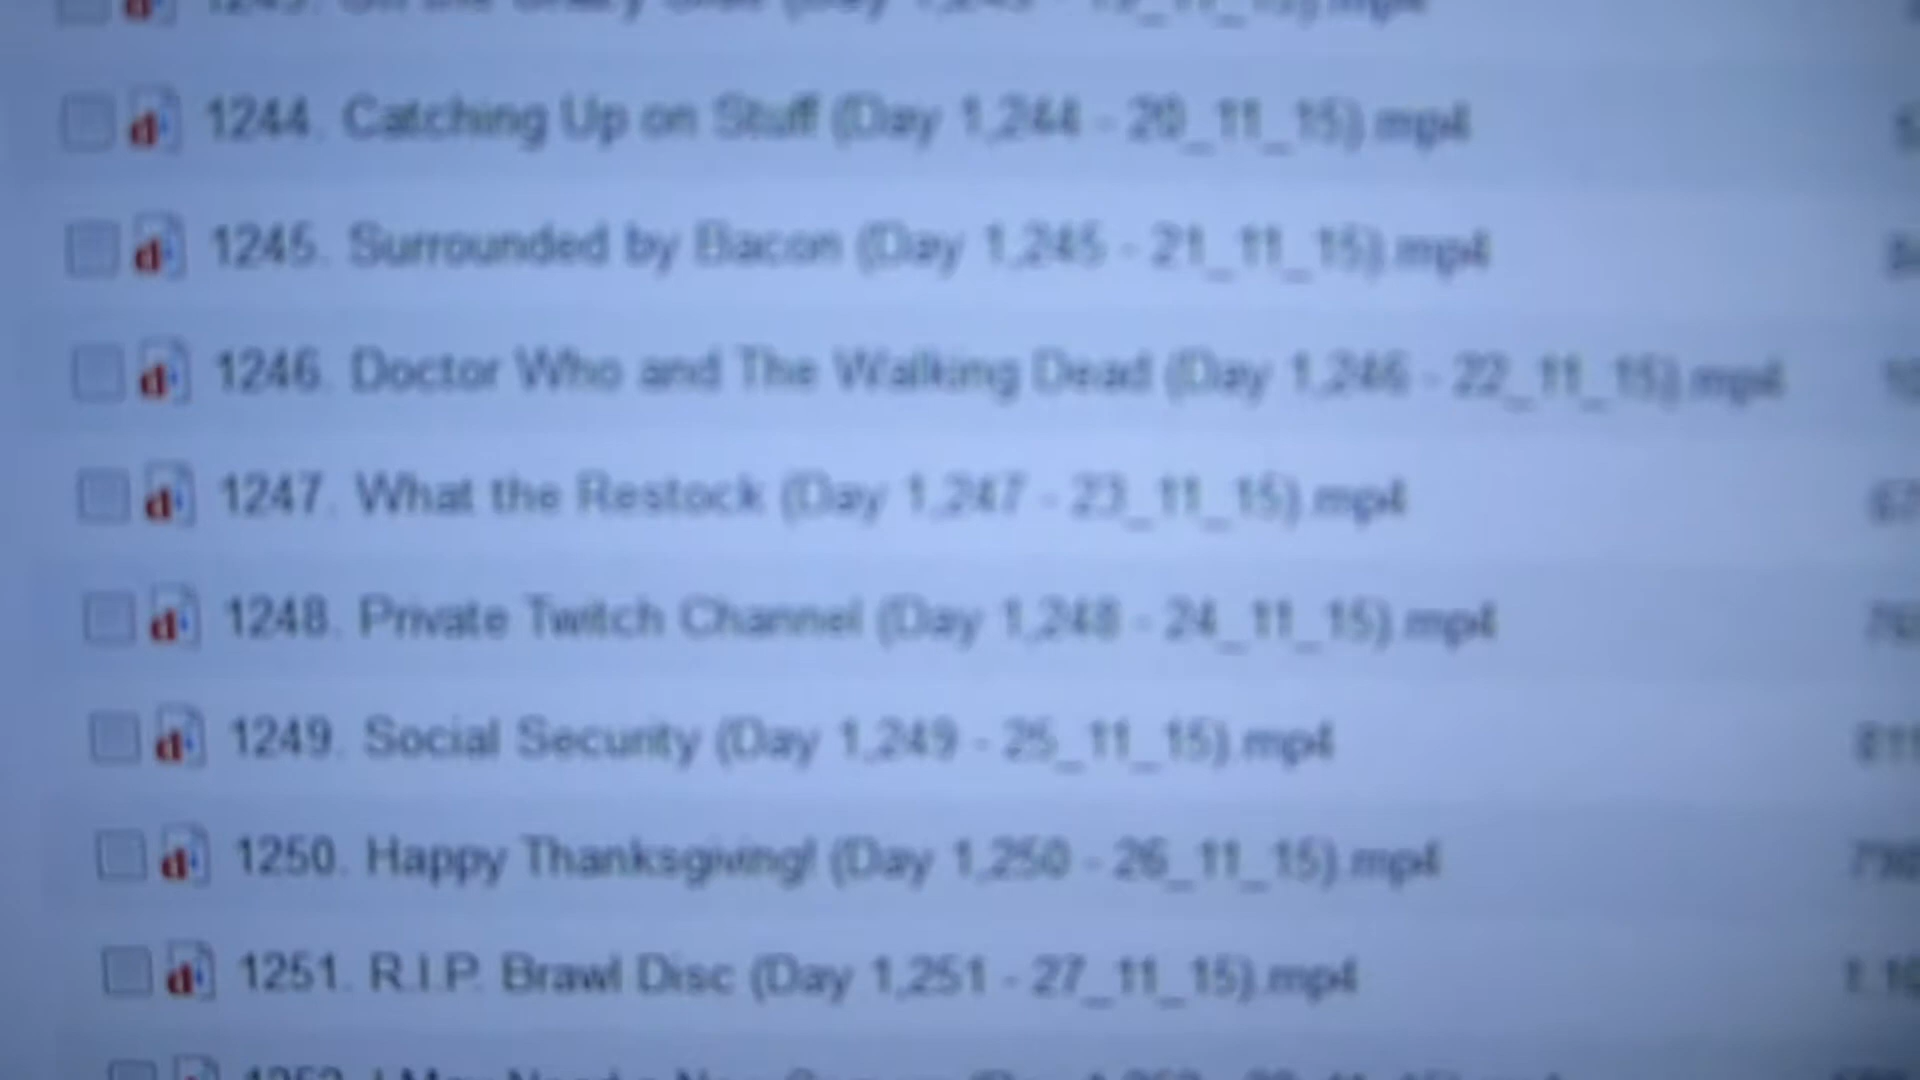 1244. Catching Up on Stuff (Day 1,244 - 20_11_15).mp4
1245. Surrounded by Bacon (Day 1,245 - 21_11_15).mp4
1246. Doctor Who and The Walking Dead (Day 1,246 - 22_11_15).mp4
1247. What the Restock (Day 1,247 - 23_11_15).mp4
1248. Private Twitch Channel (Day 1,248 - 24_11_15).mp4
1249. Social Security (Day 1,249 - 25_11_15).mp4
1250. Happy Thanksgiving! (Day 1,250 - 26_11_15).mp4
1251. R.I.P. Brawl Disc (Day 1,251 - 27_11_15).mp4